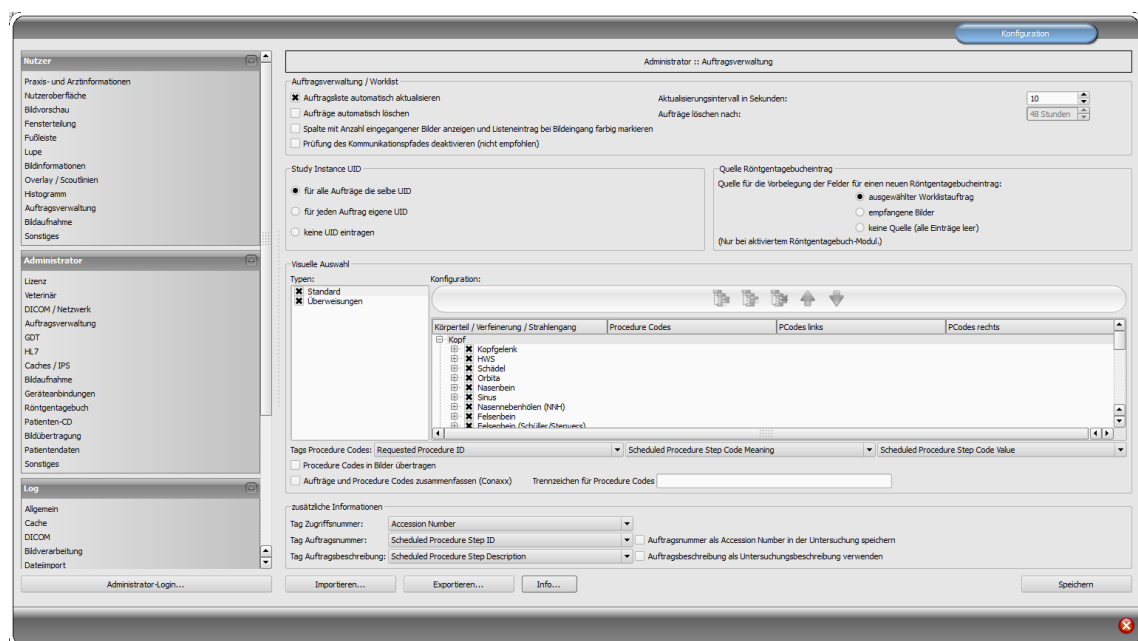 Konfiguration
Nutzer
Praxis- und Arztinformationen
Nutzeroberfläche
Bildvorschau
Fensterteilung
Fußleiste
Lupe
Bildinformationen
Overlay / Scoutlinien
Histogramm
Auftragsverwaltung
Bildaufnahme
Sonstiges
Administrator
Lizenz
Veterinär
DICOM / Netzwerk
Auftragsverwaltung
GDT
HL7
Caches / IPS
Bildaufnahme
Geräteanbindungen
Röntgentagebuch
Patienten-CD
Bildübertragung
Patientendaten
Sonstiges
Log
Allgemein
Cache
DICOM
Bildverarbeitung
Dateiimport
Administrator-Login...
Administrator :: Auftragsverwaltung
Auftragsverwaltung / Worklist
Auftragsliste automatisch aktualisieren Aktualisierungsintervall in Sekunden: 10
Aufträge automatisch löschen Aufträge löschen nach: 48 Stunden
Spalte mit Anzahl eingegangener Bilder anzeigen und Listeneintrag bei Bildeingang farbig markieren
Prüfung des Kommunikationspfades deaktivieren (nicht empfohlen)
Study Instance UID
für alle Aufträge die selbe UID
für jeden Auftrag eigene UID
keine UID eintragen
Quelle Röntgentagebucheintrag
Quelle für die Vorbelegung der Felder für einen neuen Röntgentagebucheintrag:
ausgewählter Worklistauftrag
empfangene Bilder
keine Quelle (alle Einträge leer)
(Nur bei aktiviertem Röntgentagebuch-Modul.)
Visuelle Auswahl
Typen: Konfiguration:
Standard
Überweisungen
Körperteil / Verfeinerung / Strahlengang Procedure Codes PCodes links PCodes rechts
Kopf
Kopfgelenk
HWS
Schädel
Orbita
Nasenbein
Sinus
Nasennebenhölen (NNH)
Felsenbein
Felsenbein (Schüller/Stenvers)
Tags Procedure Codes: Requested Procedure ID Scheduled Procedure Step Code Meaning Scheduled Procedure Step Code Value
Procedure Codes in Bilder übertragen
Aufträge und Procedure Codes zusammenfassen (Conaxx) Trennzeichen für Procedure Codes
zusätzliche Informationen
Tag Zugriffsnummer: Accession Number
Tag Auftragsnummer: Scheduled Procedure Step ID Auftragsnummer als Accession Number in der Untersuchung speichern
Tag Auftragsbeschreibung: Scheduled Procedure Step Description Auftragsbeschreibung als Untersuchungsbeschreibung verwenden
Importieren... Exportieren... Info... Speichern